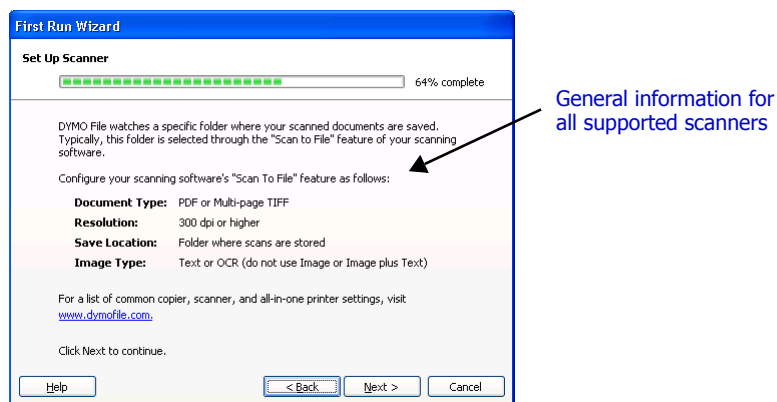 First Run Wizard
Set Up Scanner
64% complete
DYMO File watches a specific folder where your scanned documents are saved.
Typically, this folder is selected through the "Scan to File" feature of your scanning
software.
Configure your scanning software's "Scan To File" feature as follows:
Document Type: PDF or Multi-page TIFF
Resolution: 300 dpi or higher
Save Location: Folder where scans are stored
Image Type: Text or OCR (do not use Image or Image plus Text)
For a list of common copier, scanner, and all-in-one printer settings, visit
www.dymofile.com.
Click Next to continue.
Help
< Back
Next >
Cancel
General information for
all supported scanners